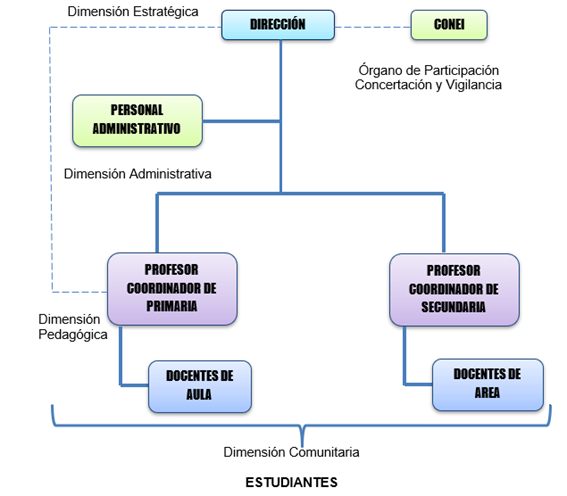 Dimensión Estratégica
DIRECCIÓN
CONEI
Órgano de Participación
Concertación y Vigilancia
PERSONAL
ADMINISTRATIVO
Dimensión Administrativa
PROFESOR
COORDINADOR DE
PRIMARIA
PROFESOR
COORDINADOR DE
SECUNDARIA
Dimensión
Pedagógica
DOCENTES DE
AULA
DOCENTES DE
AREA
Dimensión Comunitaria
ESTUDIANTES